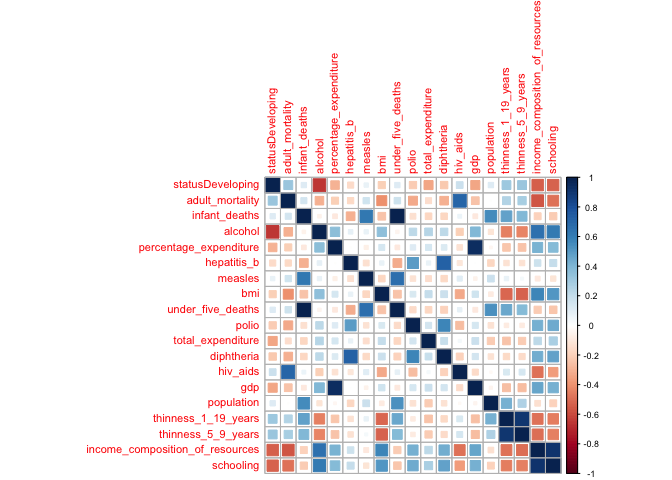 statusDeveloping
adult_mortality
infant_deaths
alcohol
percentage_expenditure
hepatitis_b
measles
bmi
under_five_deaths
polio
total_expenditure
diphtheria
hiv_aids
gdp
population
thinness_1_19_years
thinness_5_9_years
income_composition_of_resources
schooling
statusDeveloping
adult_mortality
infant_deaths
alcohol
percentage_expenditure
hepatitis_b
measles
bmi
under_five_deaths
polio
total_expenditure
diphtheria
hiv_aids
gdp
population
thinness_1_19_years
thinness_5_9_years
income_composition_of_resources
schooling
1
0.8
0.6
0.4
0.2
0
-0.2
-0.4
-0.6
-0.8
-1